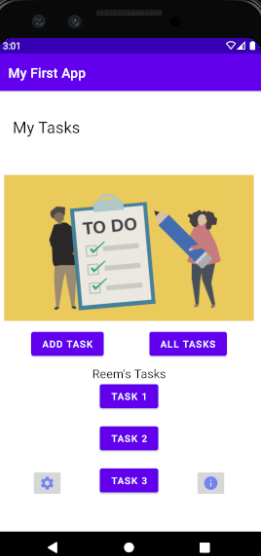 3:01
My First App
My Tasks
TO DO
ADD TASK
ALL TASKS
Reem's Tasks
TASK 1
TASK 2
TASK 3